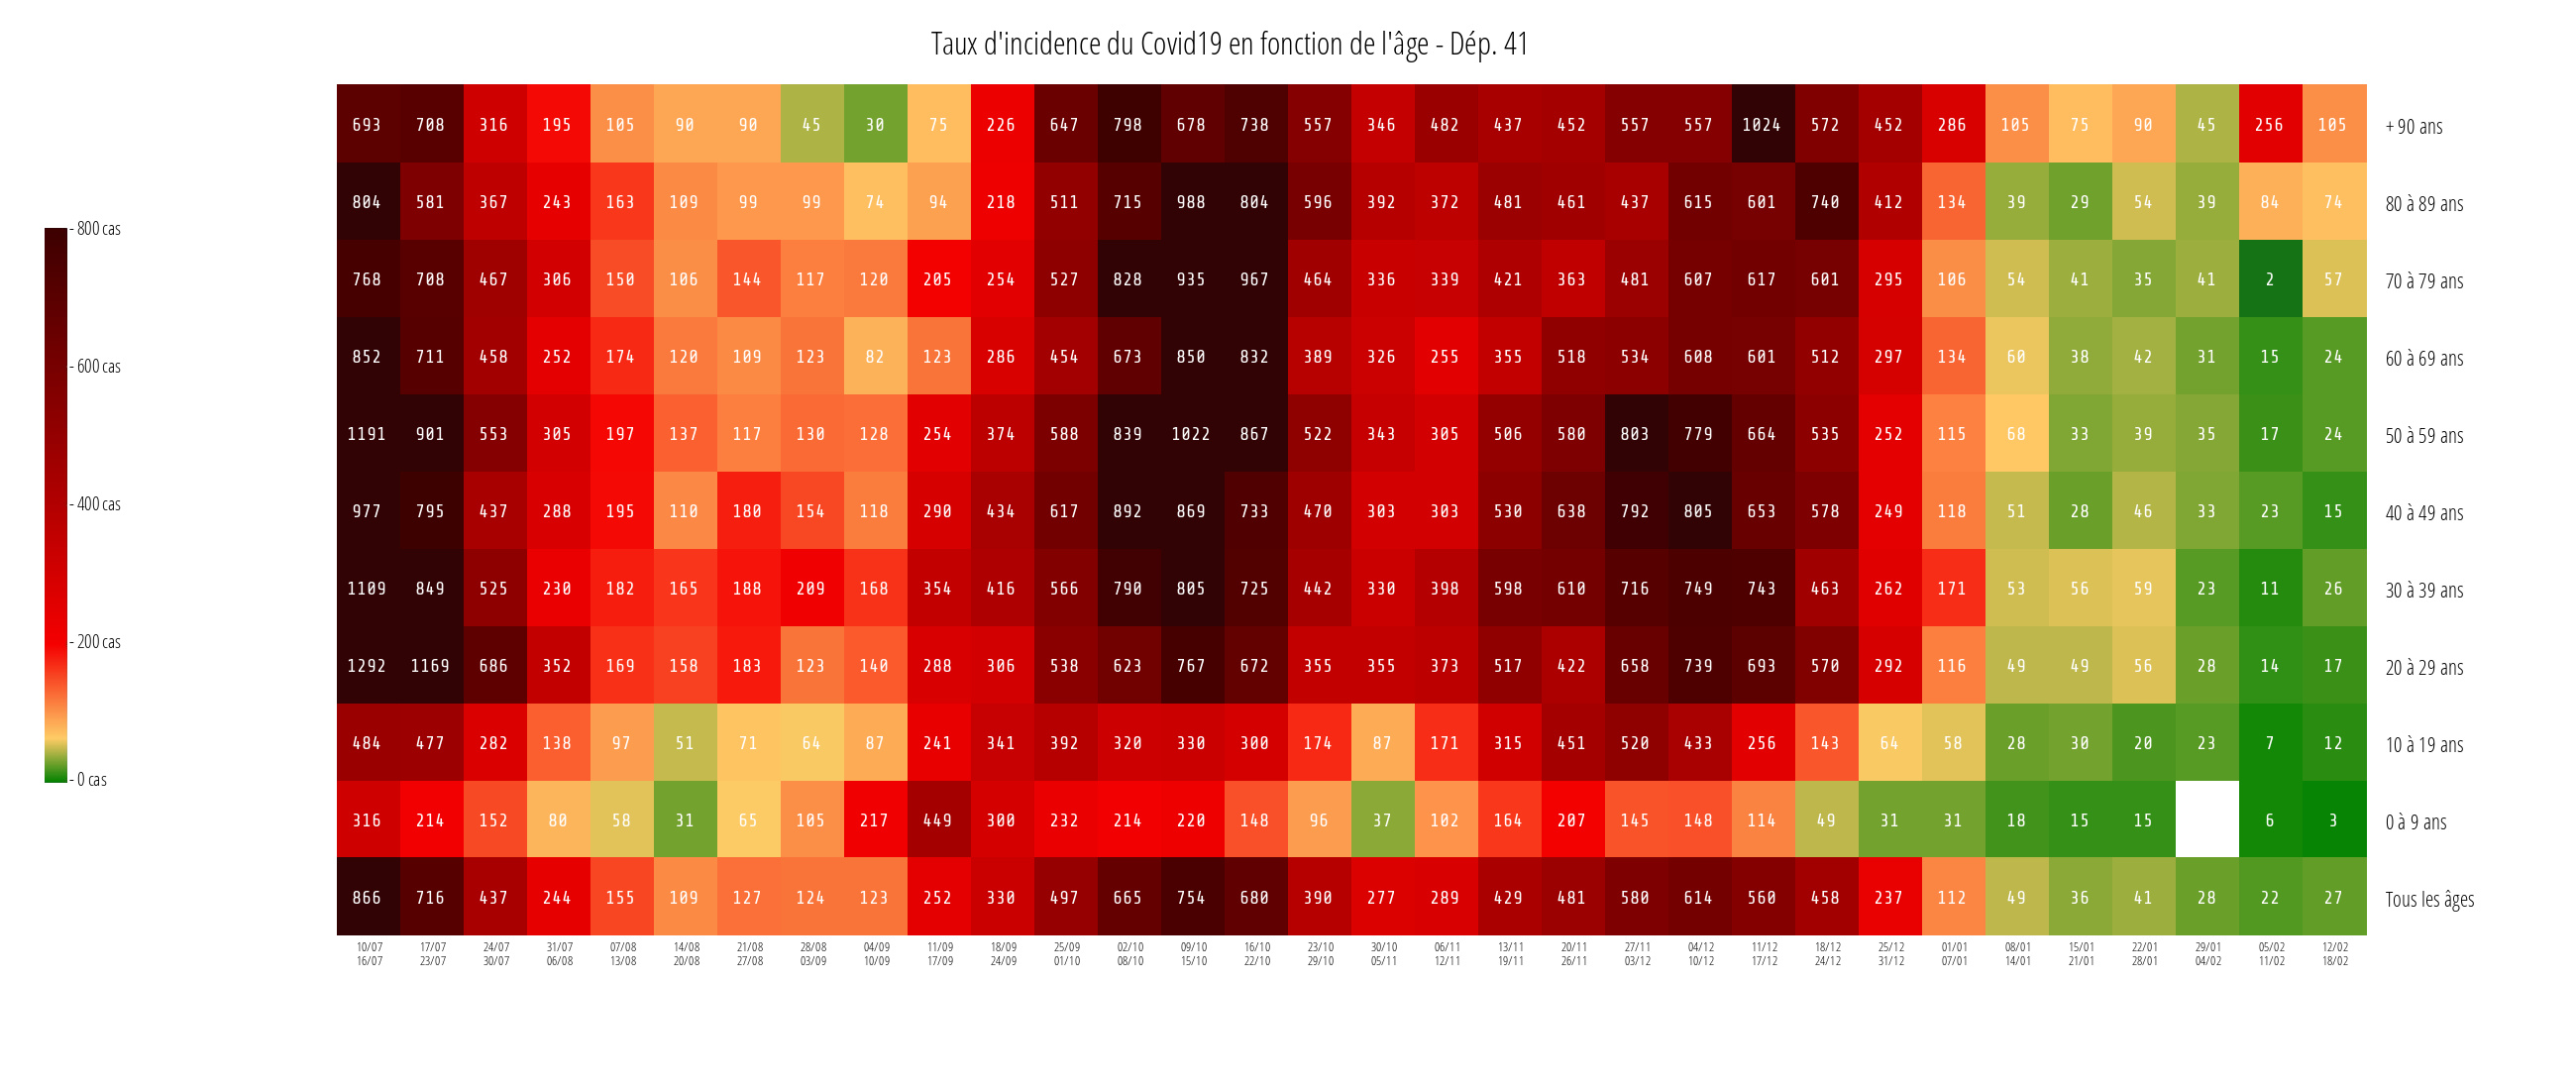 Taux d'incidence du Covid19 en fonction de l'âge - Dép. 41
- 800 cas
- 600 cas
- 400 cas
- 200 cas
- 0 cas
693 708 316 195 105 90 90 45 30 75 226 647 798 678 738 557 346 482 437 452 557 557 1024 572 452 286 105 75 90 45 256 105 + 90 ans
804 581 367 243 163 109 99 99 74 94 218 511 715 988 804 596 392 372 481 461 437 615 601 740 412 134 39 29 54 39 84 74 80 à 89 ans
768 708 467 306 150 106 144 117 120 205 254 527 828 935 967 464 336 339 421 363 481 607 617 601 295 106 54 41 35 41 2 57 70 à 79 ans
852 711 458 252 174 120 109 123 82 123 286 454 673 850 832 389 326 255 355 518 534 608 601 512 297 134 60 38 42 31 15 24 60 à 69 ans
1191 901 553 305 197 137 117 130 128 254 374 588 839 1022 867 522 343 305 506 580 803 779 664 535 252 115 68 33 39 35 17 24 50 à 59 ans
977 795 437 288 195 110 180 154 118 290 434 617 892 869 733 470 303 303 530 638 792 805 653 578 249 118 51 28 46 33 23 15 40 à 49 ans
1109 849 525 230 182 165 188 209 168 354 416 566 790 805 725 442 330 398 598 610 716 749 743 463 262 171 53 56 59 23 11 26 30 à 39 ans
1292 1169 686 352 169 158 183 123 140 288 306 538 623 767 672 355 355 373 517 422 658 739 693 570 292 116 49 49 56 28 14 17 20 à 29 ans
484 477 282 138 97 51 71 64 87 241 341 392 320 330 300 174 87 171 315 451 520 433 256 143 64 58 28 30 20 23 7 12 10 à 19 ans
316 214 152 80 58 31 65 105 217 449 300 232 214 220 148 96 37 102 164 207 145 148 114 49 31 31 18 15 15 6 3 0 à 9 ans
866 716 437 244 155 109 127 124 123 252 330 497 665 754 680 390 277 289 429 481 580 614 560 458 237 112 49 36 41 28 22 27 Tous les âges
10/07 17/07 24/07 31/07 07/08 14/08 21/08 28/08 04/09 11/09 18/09 25/09 02/10 09/10 16/10 23/10 30/10 06/11 13/11 20/11 27/11 04/12 11/12 18/12 25/12 01/01 08/01 15/01 22/01 29/01 05/02 12/02
16/07 23/07 30/07 06/08 13/08 20/08 27/08 03/09 10/09 17/09 24/09 01/10 08/10 15/10 22/10 29/10 05/11 12/11 19/11 26/11 03/12 10/12 17/12 24/12 31/12 07/01 14/01 21/01 28/01 04/02 11/02 18/02